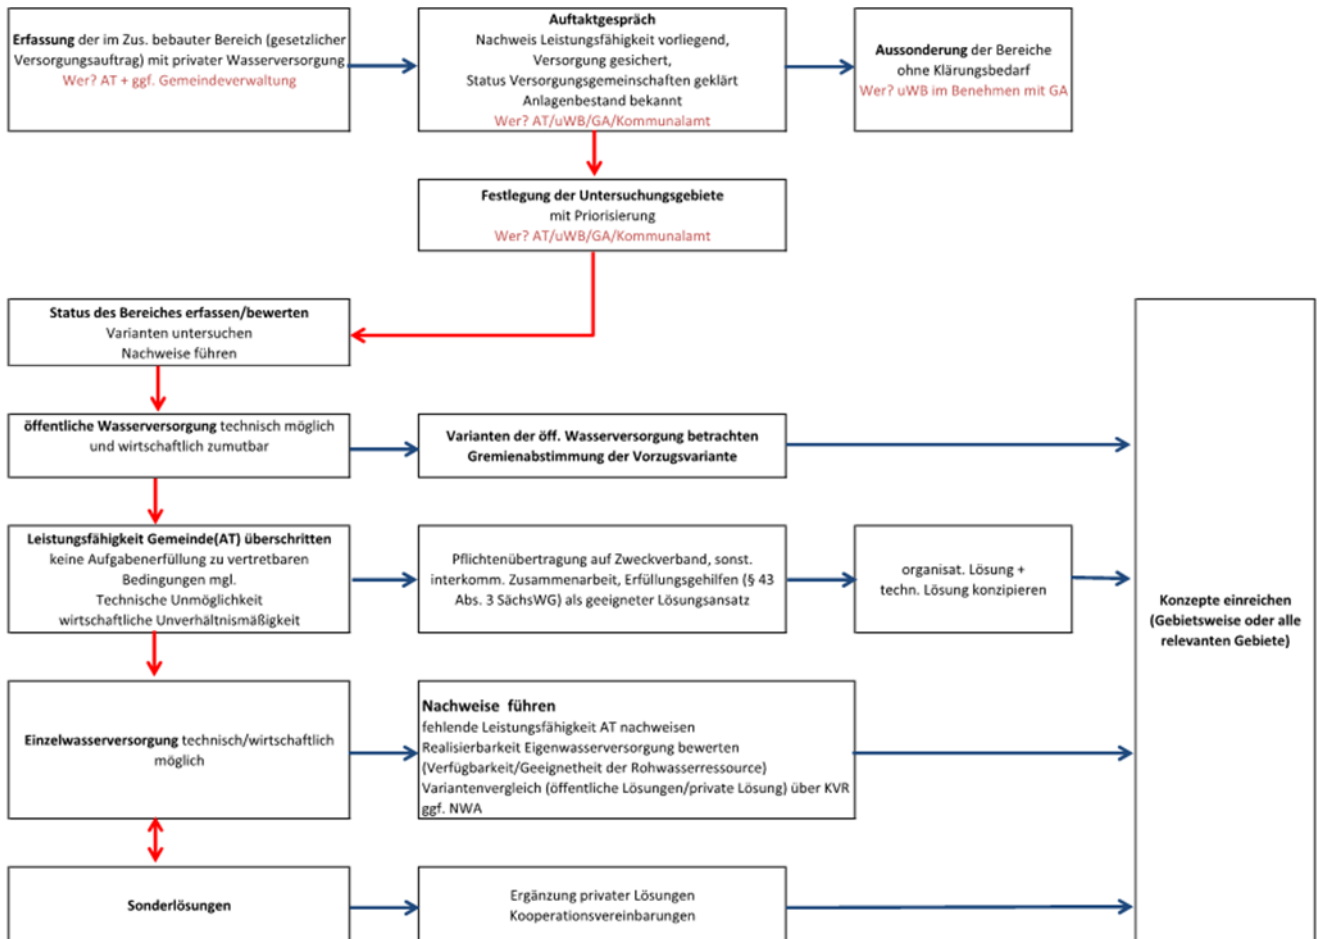 Erfassung der im Zus. bebauter Bereich (gesetzlicher
Versorgungsauftrag) mit privater Wasserversorgung
Wer? AT + ggf. Gemeindeverwaltung
Auftaktgespräch
Nachweis Leistungsfähigkeit vorliegend,
Versorgung gesichert,
Status Versorgungsgemeinschaften geklärt
Anlagenbestand bekannt
Wer? AT/uWB/GA/Kommunalamt
Aussonderung der Bereiche
ohne Klärungsbedarf
Wer? uWB im Benehmen mit GA
Festlegung der Untersuchungsgebiete
mit Priorisierung
Wer? AT/uWB/GA/Kommunalamt
Status des Bereiches erfassen/bewerten
Varianten untersuchen
Nachweise führen
öffentliche Wasserversorgung technisch möglich
und wirtschaftlich zumutbar
Varianten der öff. Wasserversorgung betrachten
Gremienabstimmung der Vorzugsvariante
Leistungsfähigkeit Gemeinde(AT) überschritten
keine Aufgabenerfüllung zu vertretbaren
Bedingungen mgl.
Technische Unmöglichkeit
wirtschaftliche Unverhältnismäßigkeit
Pflichtenübertragung auf Zweckverband, sonst.
interkomm. Zusammenarbeit, Erfüllungsgehilfen (§ 43
Abs. 3 SächsWG) als geeigneter Lösungsansatz
organisat. Lösung +
techn. Lösung konzipieren
Konzepte einreichen
(Gebietsweise oder alle
relevanten Gebiete)
Einzelwasserversorgung technisch/wirtschaftlich
möglich
Nachweise führen
fehlende Leistungsfähigkeit AT nachweisen
Realisierbarkeit Eigenwasserversorgung bewerten
(Verfügbarkeit/Geeignetheit der Rohwasserressource)
Variantenvergleich (öffentliche Lösungen/private Lösung) über KVR
ggf. NWA
Sonderlösungen
Ergänzung privater Lösungen
Kooperationsvereinbarungen